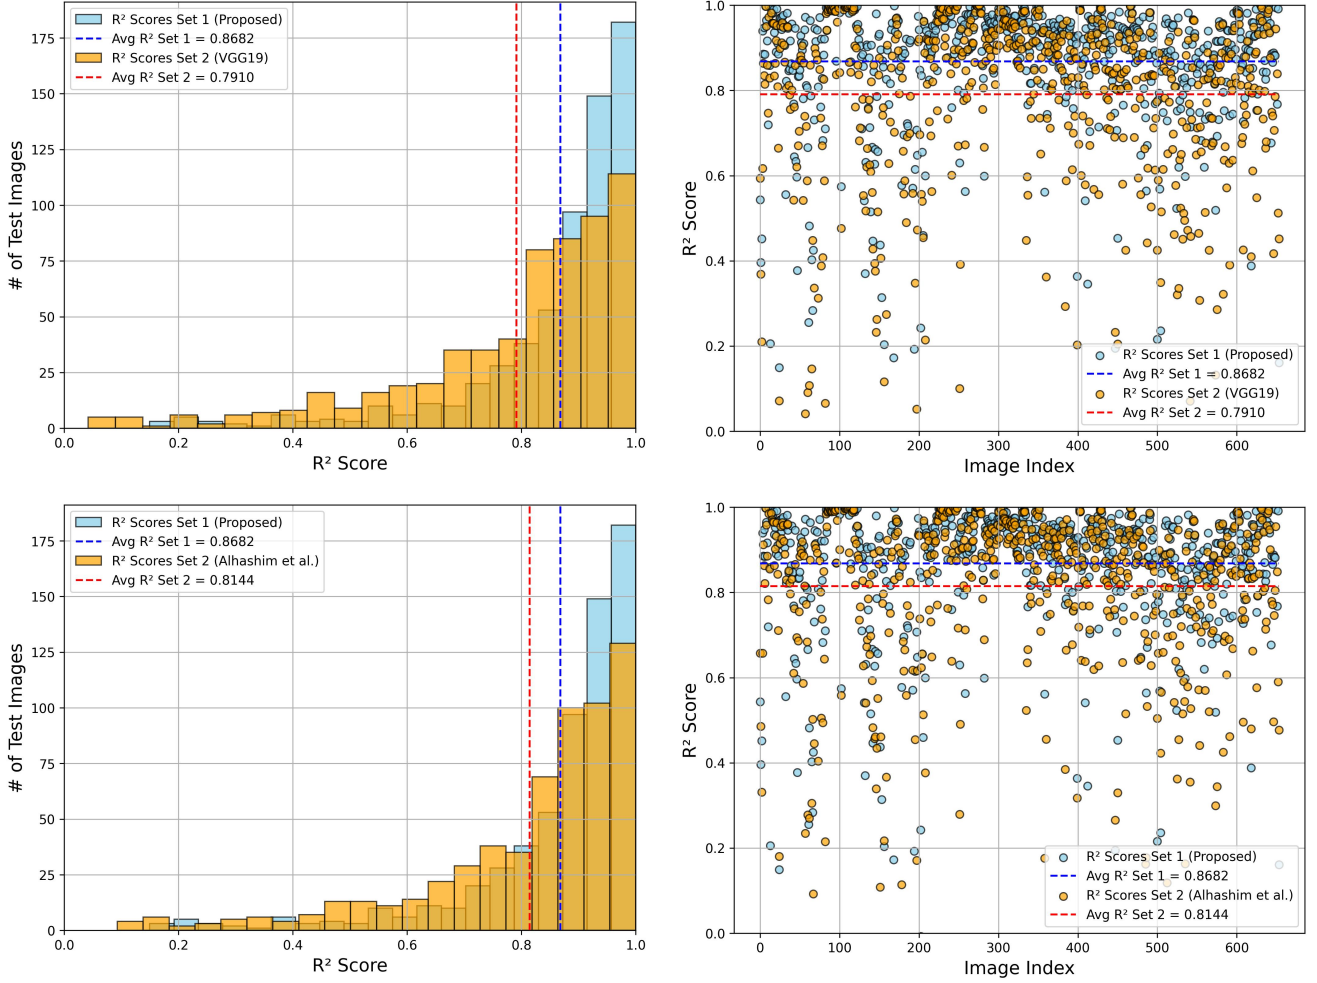 R² Scores Set 1 (Proposed)
Avg R² Set 1 = 0.8682
R² Scores Set 2 (VGG19)
Avg R² Set 2 = 0.7910
175
150
125
100
75
50
25
0
# of Test Images
0.0 0.2 0.4 0.6 0.8 1.0
R² Score
1.0
0.8
0.6
0.4
0.2
0.0
R² Score
R² Scores Set 1 (Proposed)
Avg R² Set 1 = 0.8682
R² Scores Set 2 (VGG19)
Avg R² Set 2 = 0.7910
0 100 200 300 400 500 600
Image Index
R² Scores Set 1 (Proposed)
Avg R² Set 1 = 0.8682
R² Scores Set 2 (Alhashim et al.)
Avg R² Set 2 = 0.8144
175
150
125
100
75
50
25
0
# of Test Images
0.0 0.2 0.4 0.6 0.8 1.0
R² Score
1.0
0.8
0.6
0.4
0.2
0.0
R² Score
R² Scores Set 1 (Proposed)
Avg R² Set 1 = 0.8682
R² Scores Set 2 (Alhashim et al.)
Avg R² Set 2 = 0.8144
0 100 200 300 400 500 600
Image Index